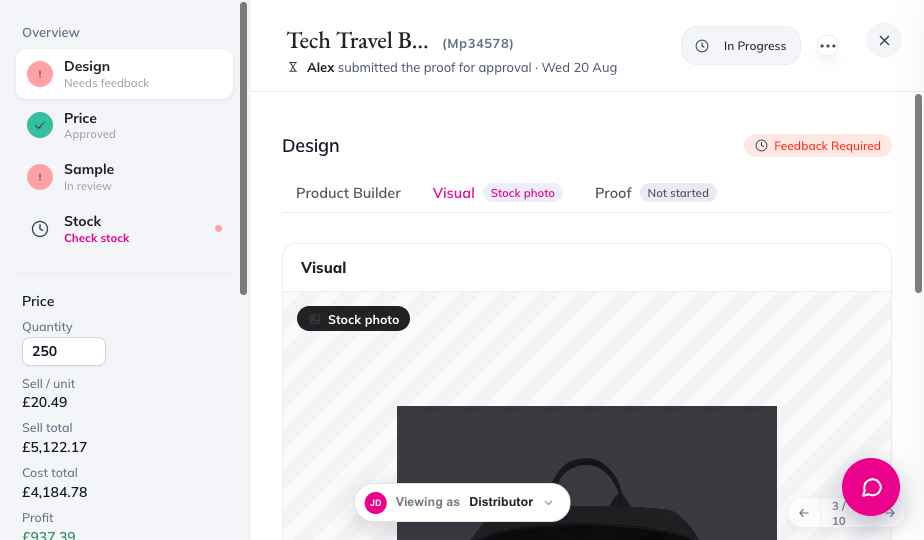 Overview
Design
Needs feedback
Price
Approved
Sample
In review
Stock
Check stock
Price
Quantity
250
Sell / unit
£20.49
Sell total
£5,122.17
Cost total
£4,184.78
Profit
£937.39
Tech Travel B... (Mp34578)
Alex submitted the proof for approval · Wed 20 Aug
In Progress
Design
Feedback Required
Product Builder
Visual Stock photo
Proof Not started
Visual
Stock photo
JD Viewing as Distributor
3 /
10